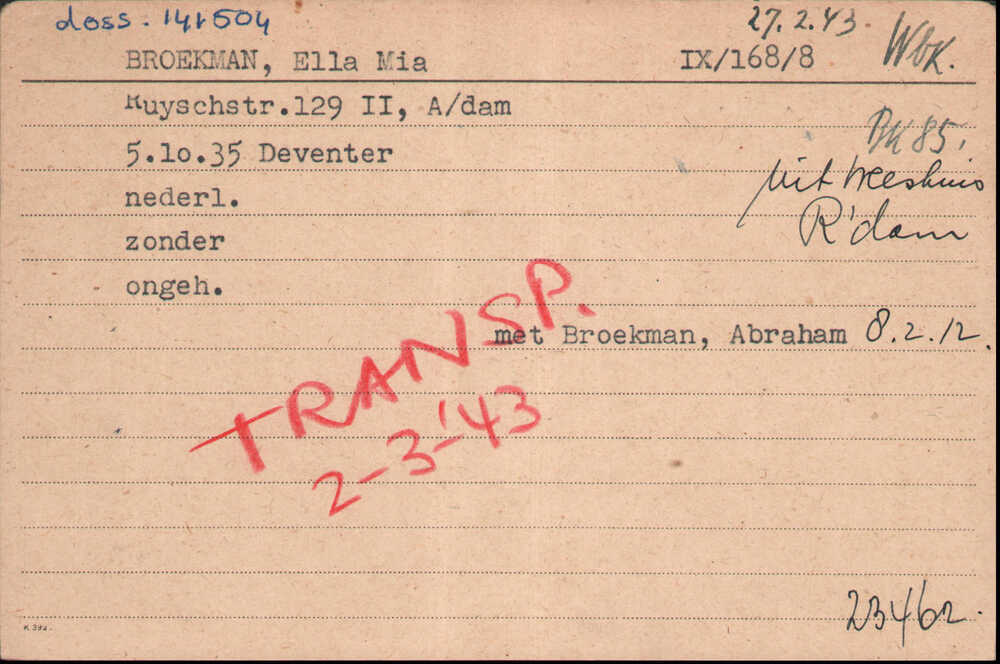 doss. 141504
27.2.43.
BROEKMAN, Ella Mia IX/168/8 Wbk.
Ruyschstr.129 II, A/dam
BK 85.
5.10.35 Deventer
Uit Weeshuis
nederl.
R'dam
zonder
ongeh.
met Broekman, Abraham 8.2.12.
TRANSP.
2-3-'43
23462.
K 392.